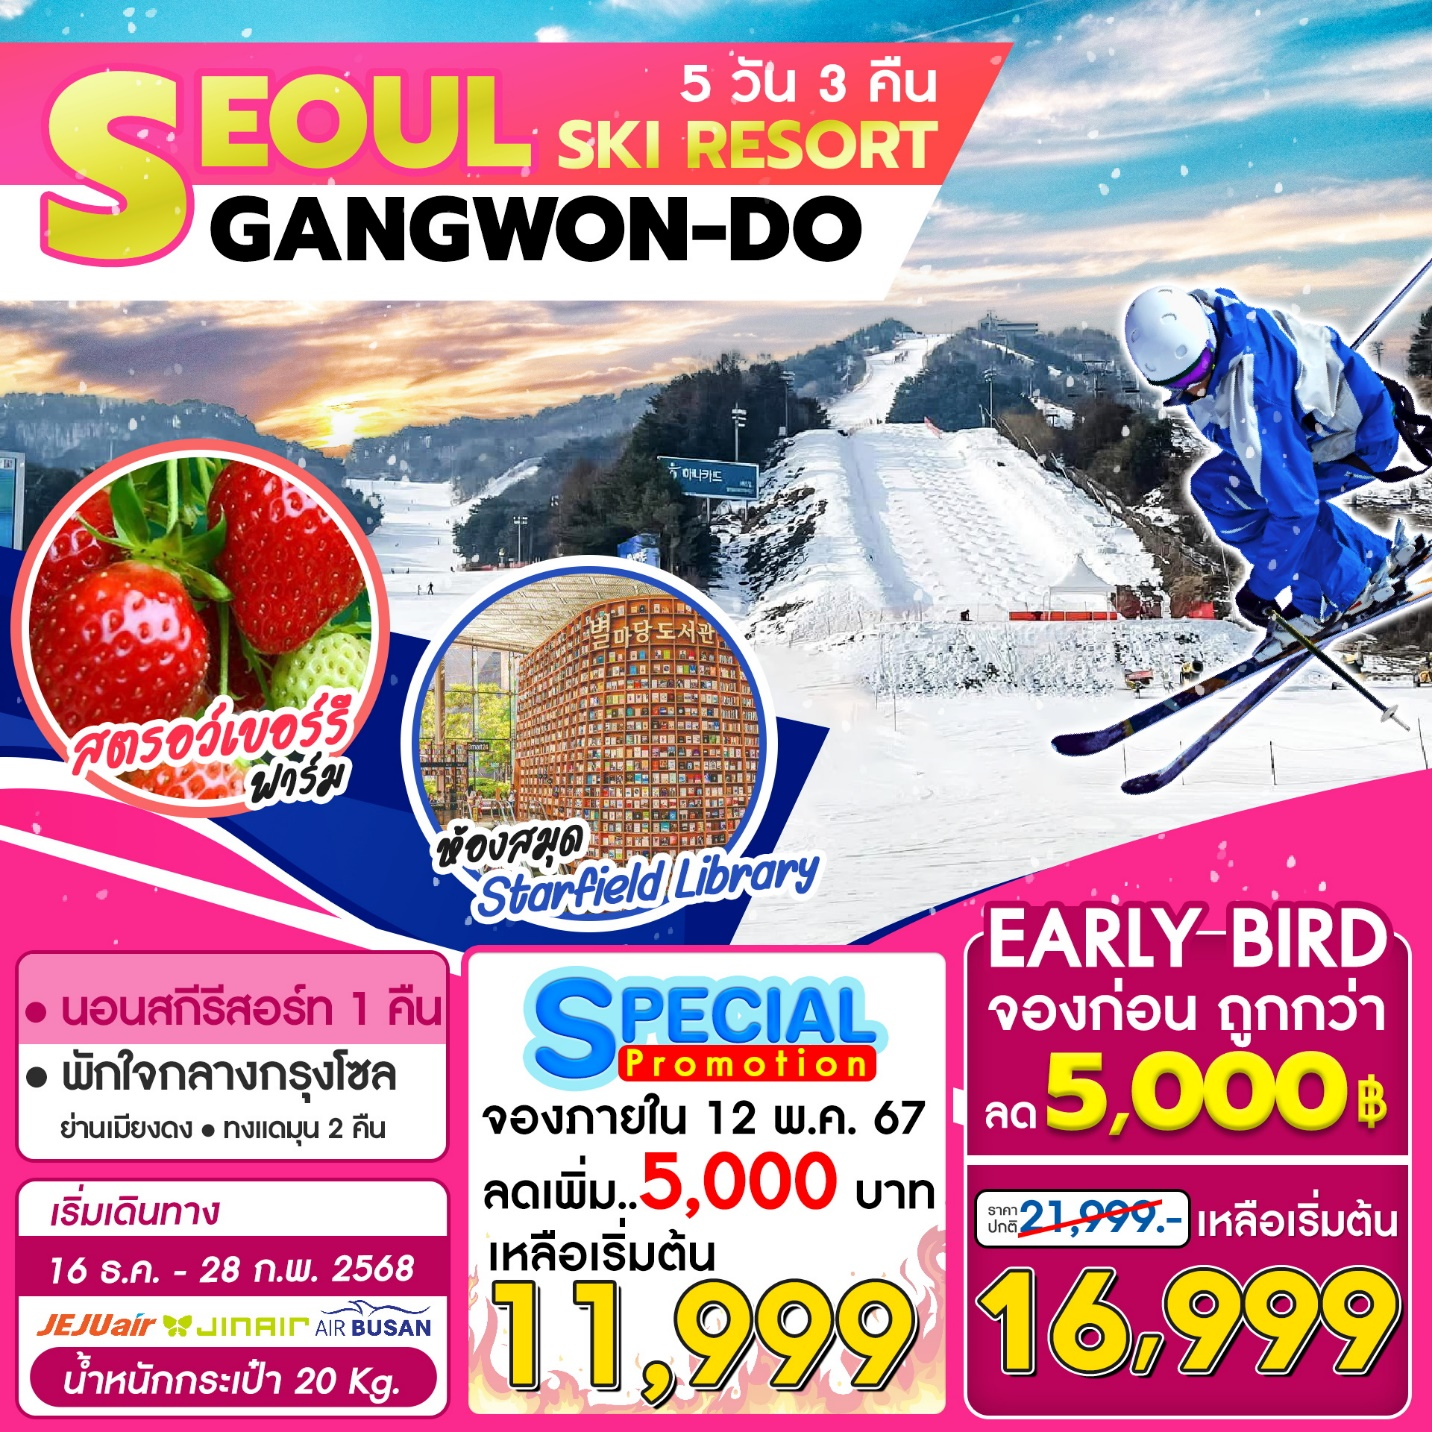 SEOUL
5 วัน 3 คืน
SKI RESORT
GANGWON-DO
하나카드
สตรอว์เบอร์รี
ฟาร์ม
별마당도서관
ห้องสมุด
Starfield Library
• นอนสกีรีสอร์ท 1 คืน
• พักใจกลางกรุงโซล
ย่านเมียงดง • ทงแดมุน 2 คืน
เริ่มเดินทาง
16 ธ.ค. - 28 ก.พ. 2568
JEJUair JINAIR AIR BUSAN
น้ำหนักกระเป๋า 20 Kg.
SPECIAL
Promotion
จองภายใน 12 พ.ค. 67
ลดเพิ่ม..5,000 บาท
เหลือเริ่มต้น
11,999
EARLY BIRD
จองก่อน ถูกกว่า
ลด 5,000 ฿
ราคา
ปกติ 21,999.- เหลือเริ่มต้น
16,999